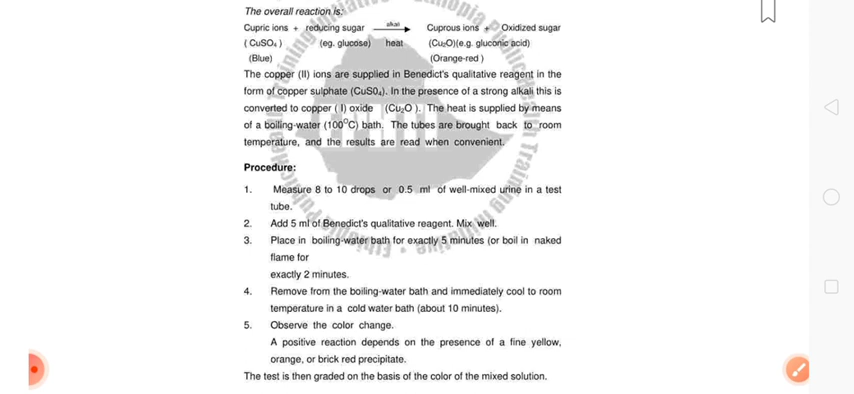 The overall reaction is:
Cupric ions + reducing sugar alkali Cuprous ions + Oxidized sugar
( CuSO₄ ) (eg. glucose) heat (Cu₂O)(e.g. gluconic acid)
(Blue) (Orange-red )
The copper (II) ions are supplied in Benedict's qualitative reagent in the
form of copper sulphate (CuS0₄). In the presence of a strong alkali this is
converted to copper ( I) oxide (Cu₂O ). The heat is supplied by means
of a boiling-water (100⁰C) bath. The tubes are brought back to room
temperature, and the results are read when convenient.
Procedure:
1. Measure 8 to 10 drops or 0.5 ml of well-mixed urine in a test
tube.
2. Add 5 ml of Benedict's qualitative reagent. Mix well.
3. Place in boiling-water bath for exactly 5 minutes (or boil in naked
flame for
exactly 2 minutes.
4. Remove from the boiling-water bath and immediately cool to room
temperature in a cold water bath (about 10 minutes).
5. Observe the color change.
A positive reaction depends on the presence of a fine yellow,
orange, or brick red precipitate.
The test is then graded on the basis of the color of the mixed solution.